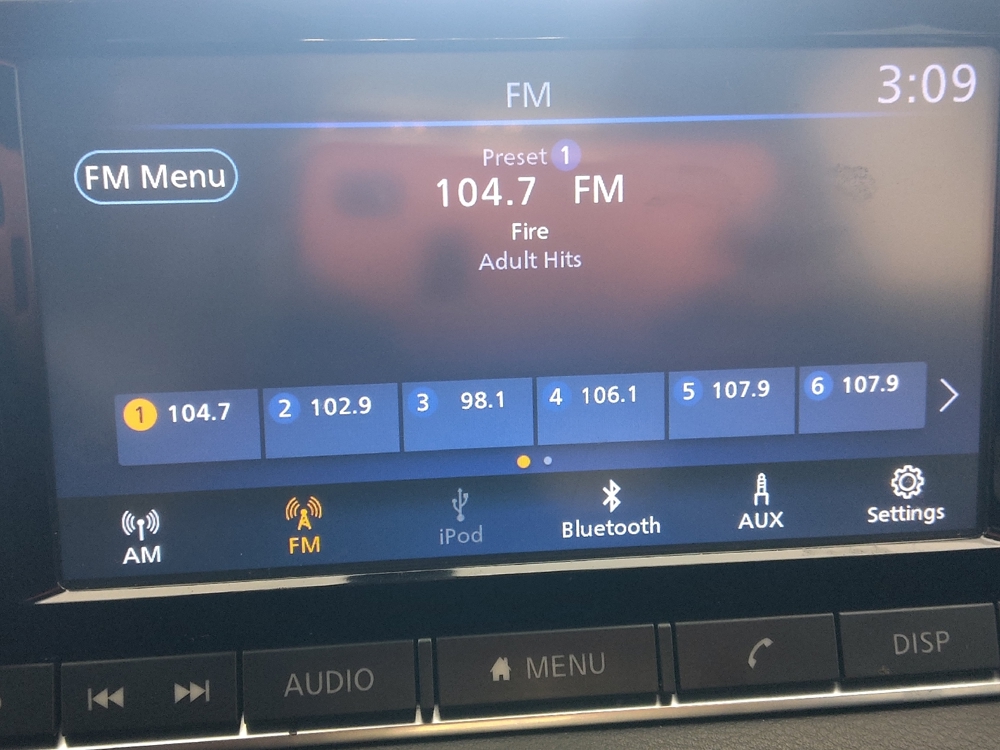 FM
3:09
FM Menu
Preset 1
104.7 FM
Fire
Adult Hits
1 104.7
2 102.9
3 98.1
4 106.1
5 107.9
6 107.9
AM
FM
iPod
Bluetooth
AUX
Settings
AUDIO
MENU
DISP